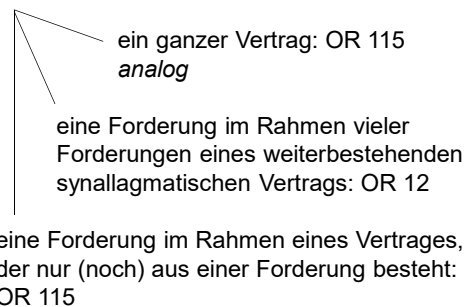 ein ganzer Vertrag: OR 115
analog
eine Forderung im Rahmen vieler
Forderungen eines weiterbestehenden
synallagmatischen Vertrags: OR 12
eine Forderung im Rahmen eines Vertrages,
der nur (noch) aus einer Forderung besteht:
OR 115